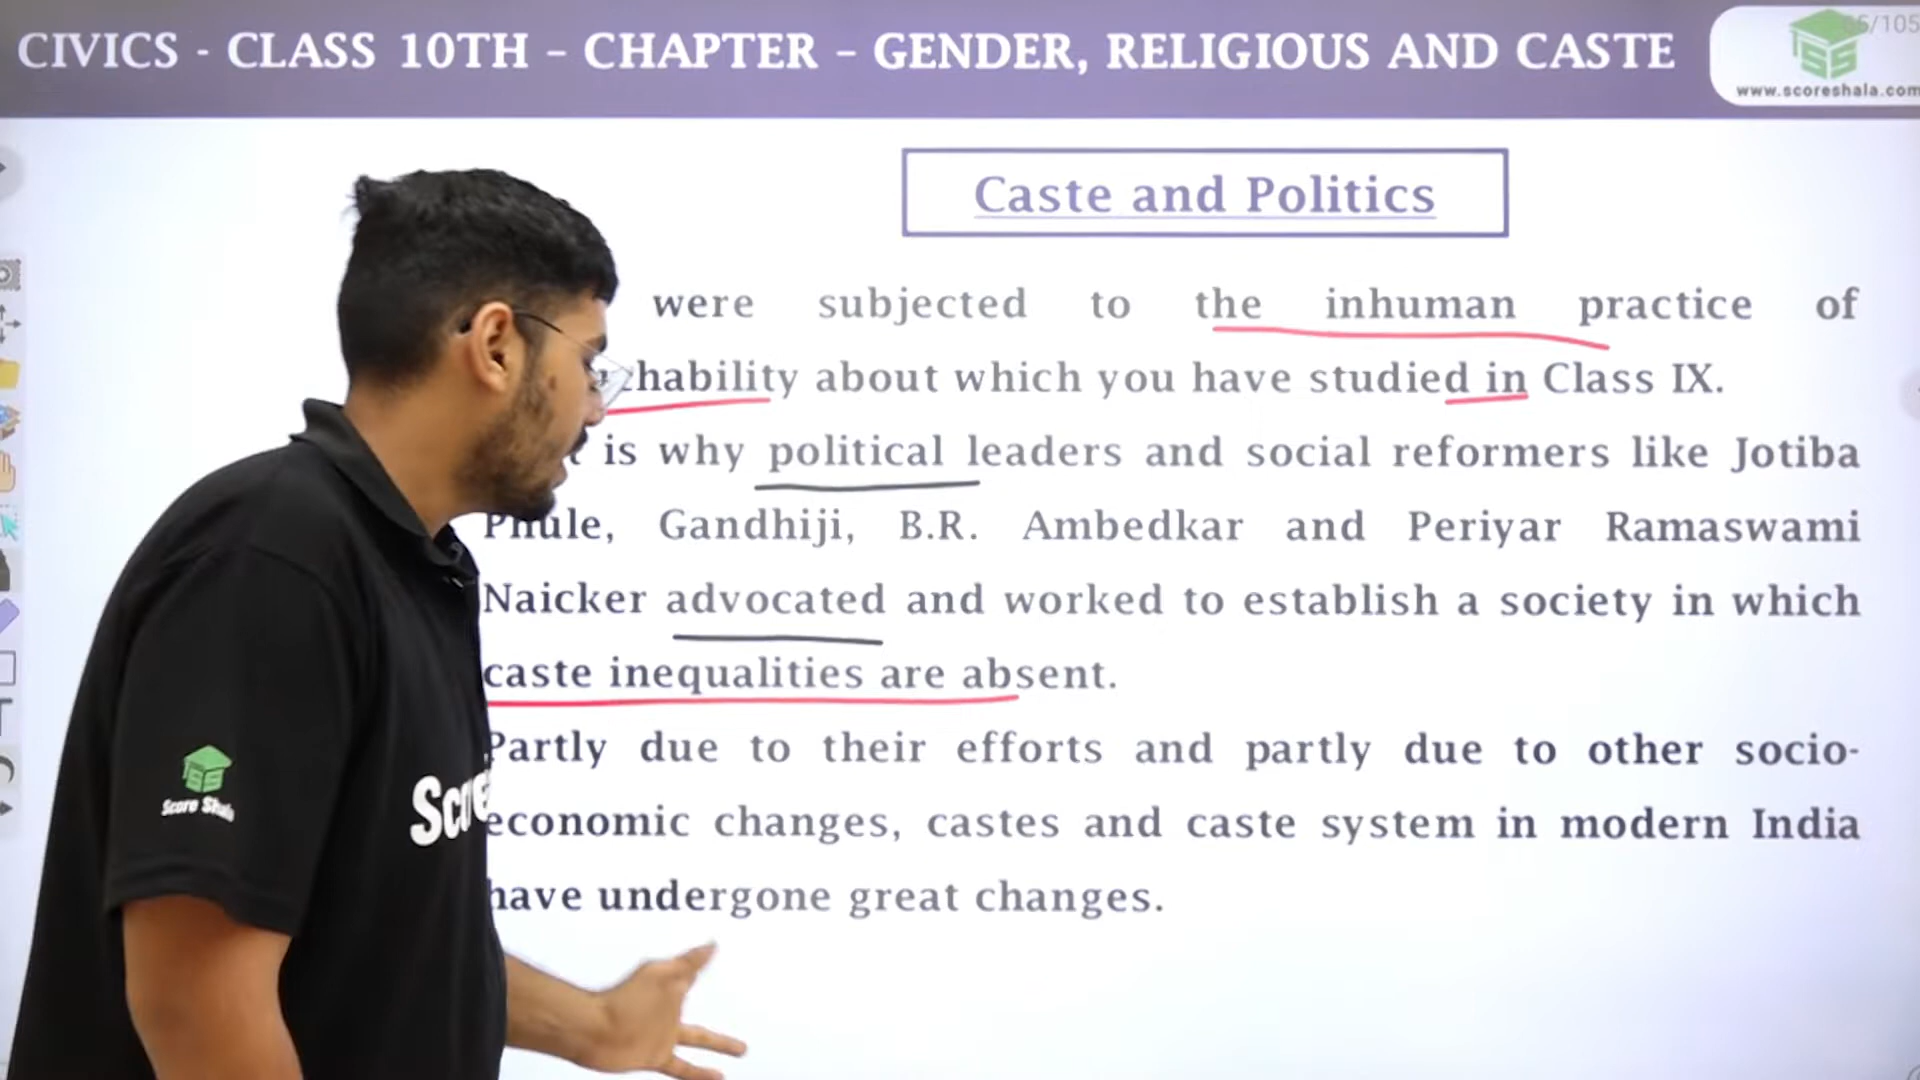 CIVICS - CLASS 10TH – CHAPTER – GENDER, RELIGIOUS AND CASTE
/105
www.scoreshala.com
Caste and Politics
were subjected to the inhuman practice of
about which you have studied in Class IX.
is why political leaders and social reformers like Jotiba
Phule, Gandhiji, B.R. Ambedkar and Periyar Ramaswami
Naicker advocated and worked to establish a society in which
caste inequalities are absent.
Partly due to their efforts and partly due to other socio-
economic changes, castes and caste system in modern India
have undergone great changes.
Score Shala
Score